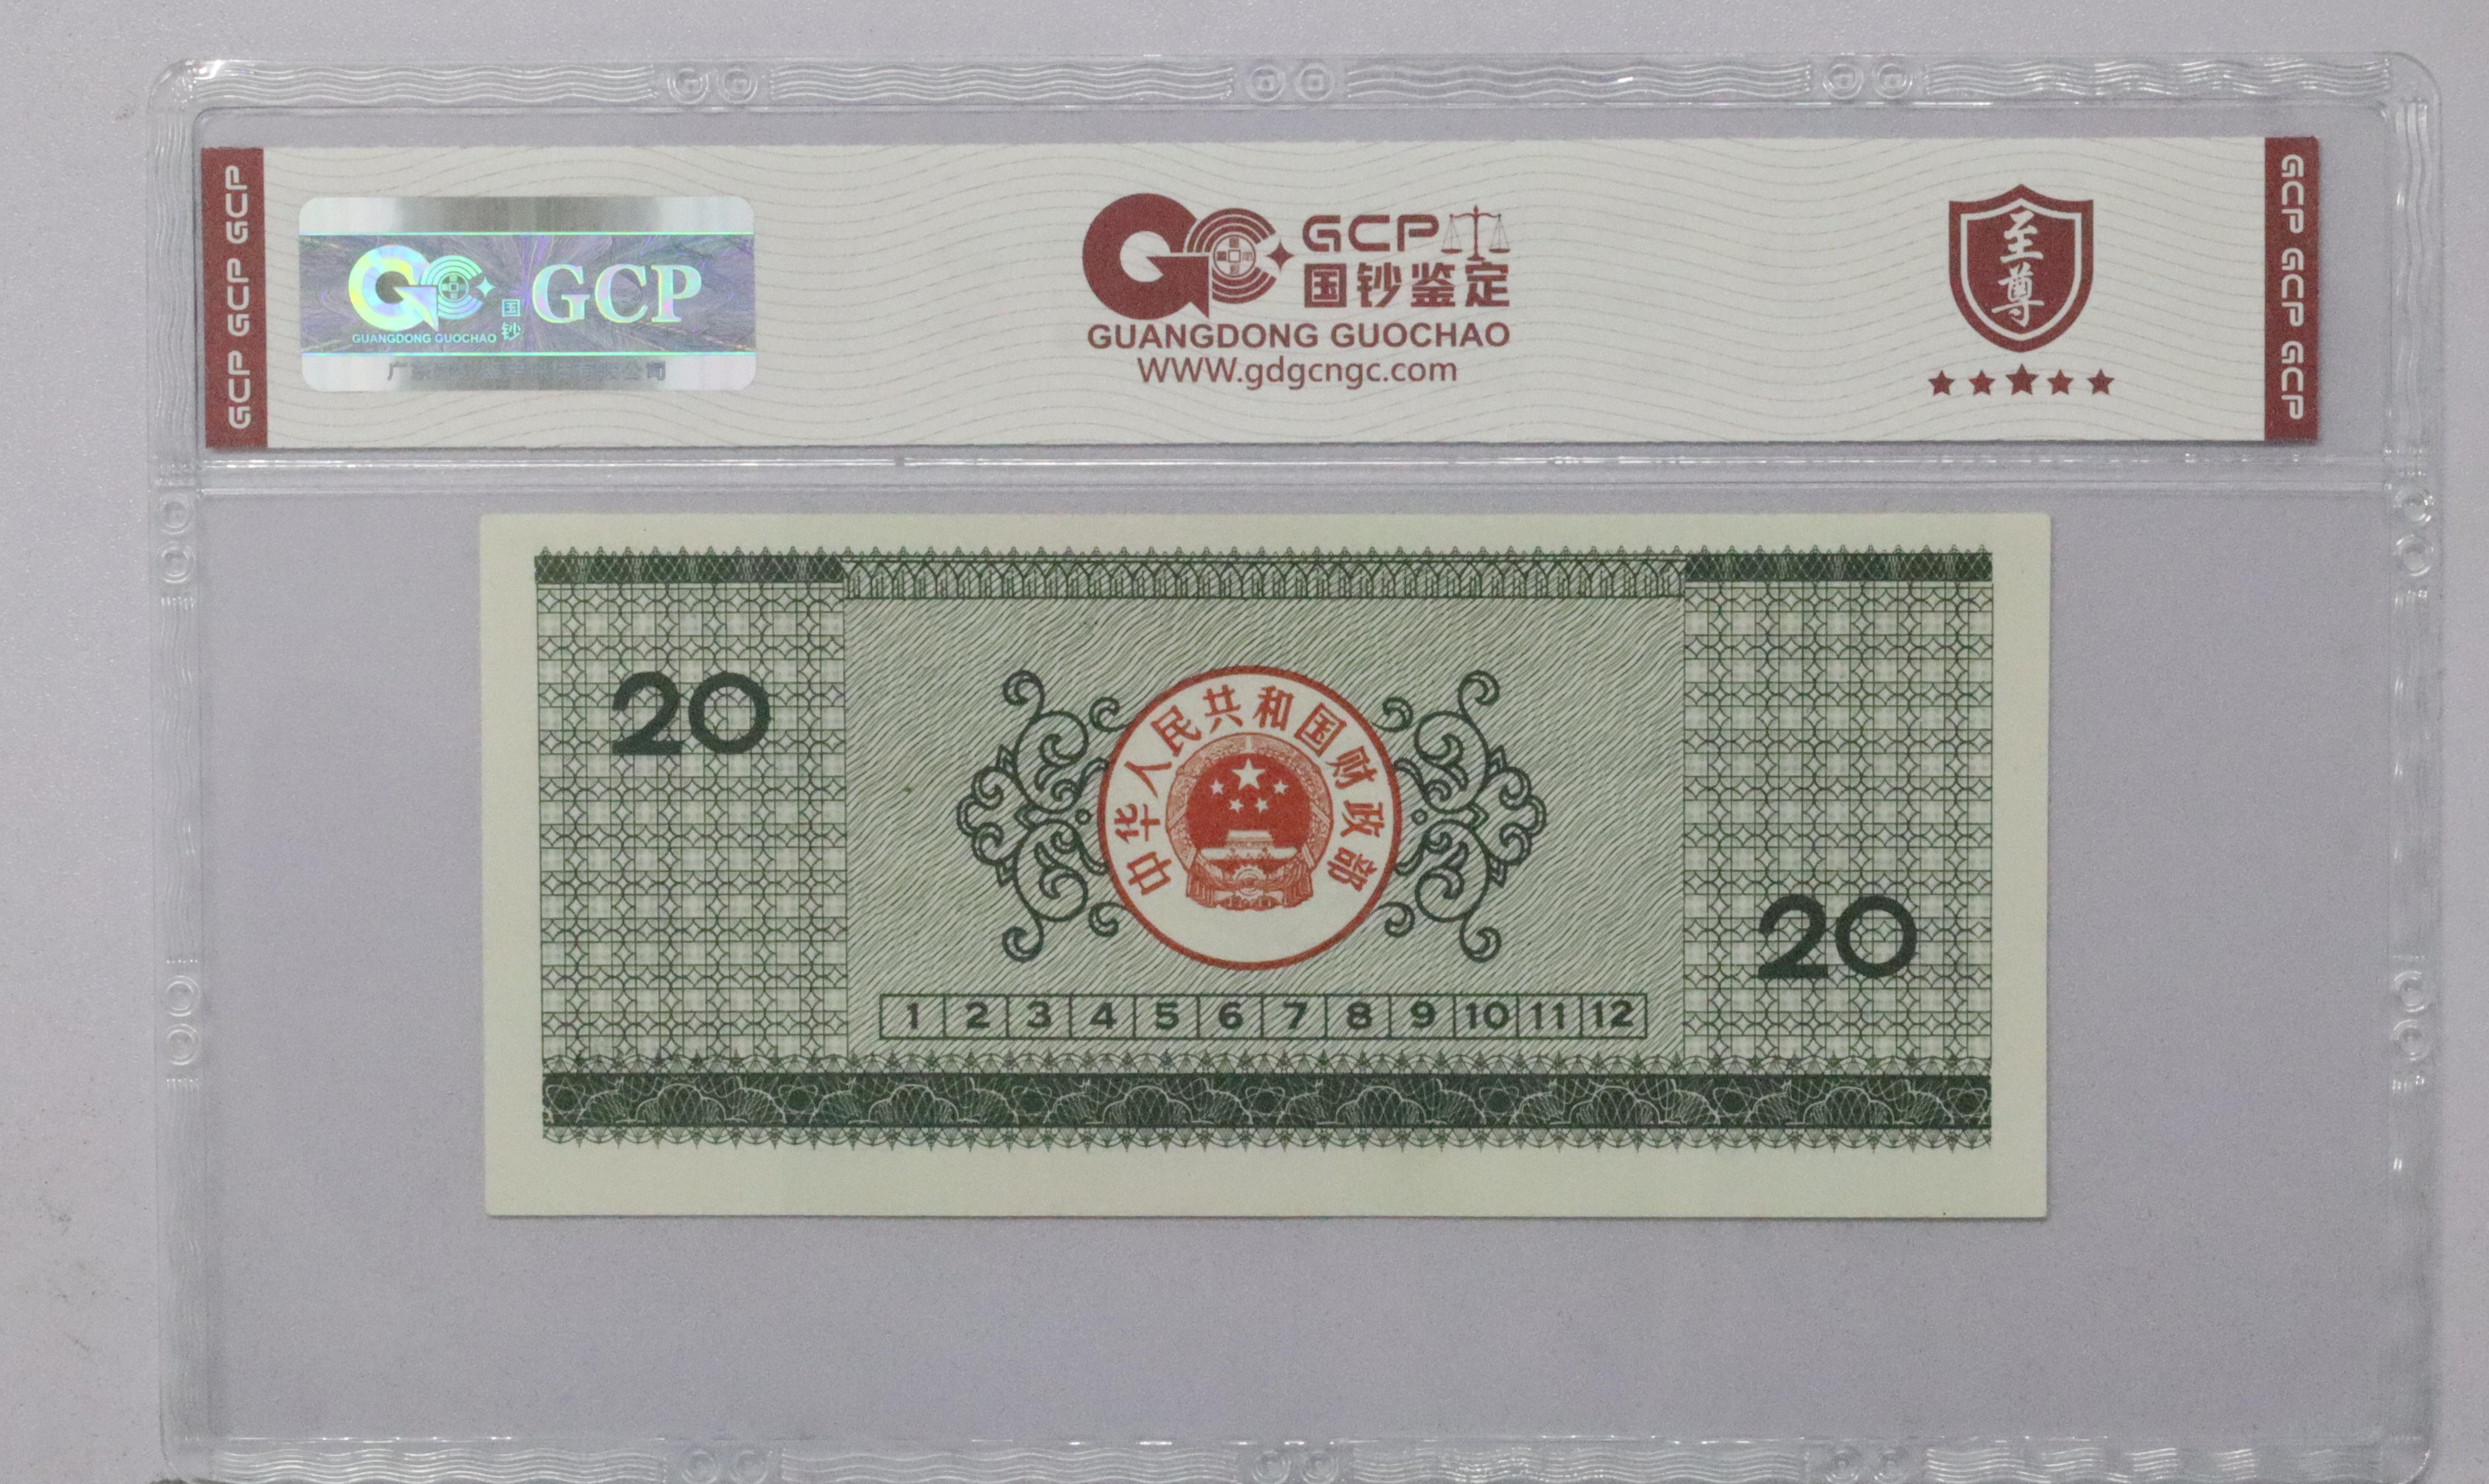 GCP GCP GCP
GCP
国钞
GUANGDONG GUOCHAO
GCP
国钞鉴定
GUANGDONG GUOCHAO
WWW.gdgcngc.com
至尊
GCP GCP GCP
20
中华人民共和国财政部
20
1 2 3 4 5 6 7 8 9 10 11 12